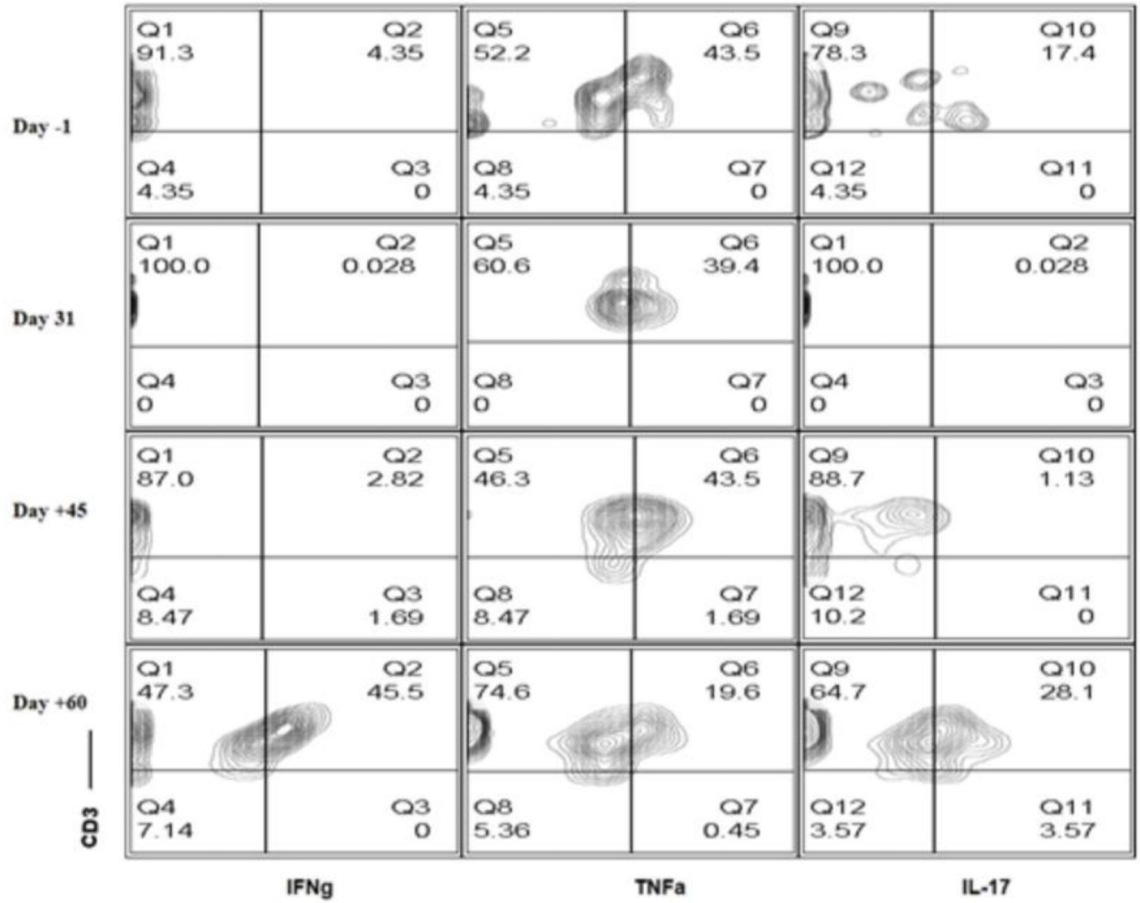 Q1 Q2 Q5 Q6 Q9 Q10
91.3 4.35 52.2 43.5 78.3 17.4
Day -1
Q4 Q3 Q8 Q7 Q12 Q11
4.35 0 4.35 0 4.35 0
Q1 Q2 Q5 Q6 Q1 Q2
100.0 0.028 60.6 39.4 100.0 0.028
Day 31
Q4 Q3 Q8 Q7 Q4 Q3
0 0 0 0 0 0
Q1 Q2 Q5 Q6 Q9 Q10
87.0 2.82 46.3 43.5 88.7 1.13
Day +45
Q4 Q3 Q8 Q7 Q12 Q11
8.47 1.69 8.47 1.69 10.2 0
Q1 Q2 Q5 Q6 Q9 Q10
47.3 45.5 74.6 19.6 64.7 28.1
Day +60
Q4 Q3 Q8 Q7 Q12 Q11
7.14 0 5.36 0.45 3.57 3.57
CD3
IFNg TNFa IL-17